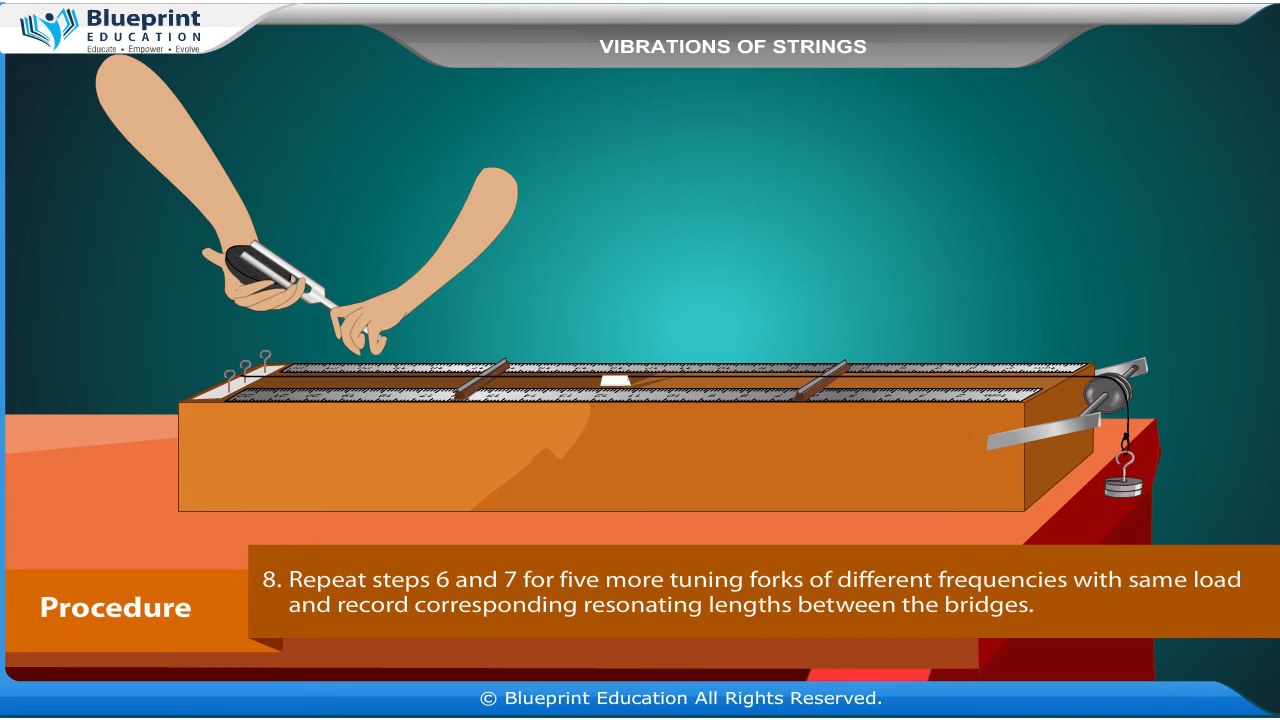 Blueprint
EDUCATION
Educate • Empower • Evolve
VIBRATIONS OF STRINGS
Procedure
8. Repeat steps 6 and 7 for five more tuning forks of different frequencies with same load
and record corresponding resonating lengths between the bridges.
© Blueprint Education All Rights Reserved.